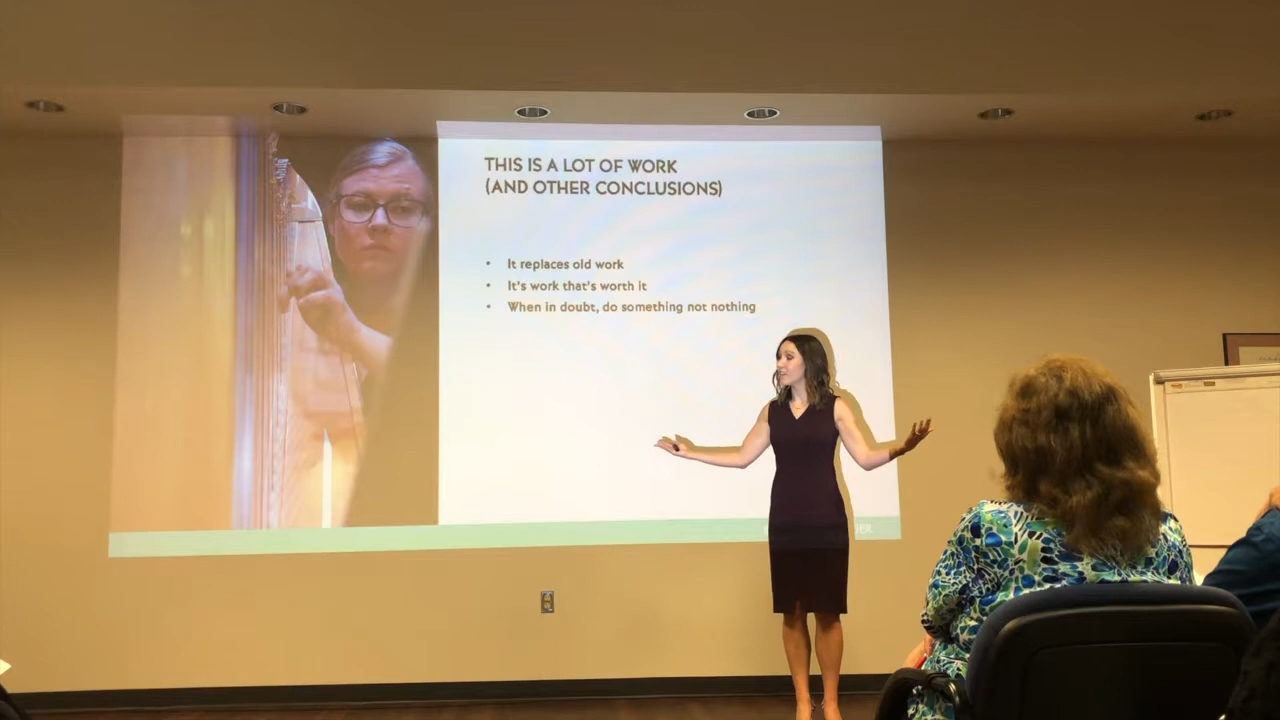 THIS IS A LOT OF WORK
(AND OTHER CONCLUSIONS)
• It replaces old work
• It's work that's worth it
• When in doubt, do something not nothing